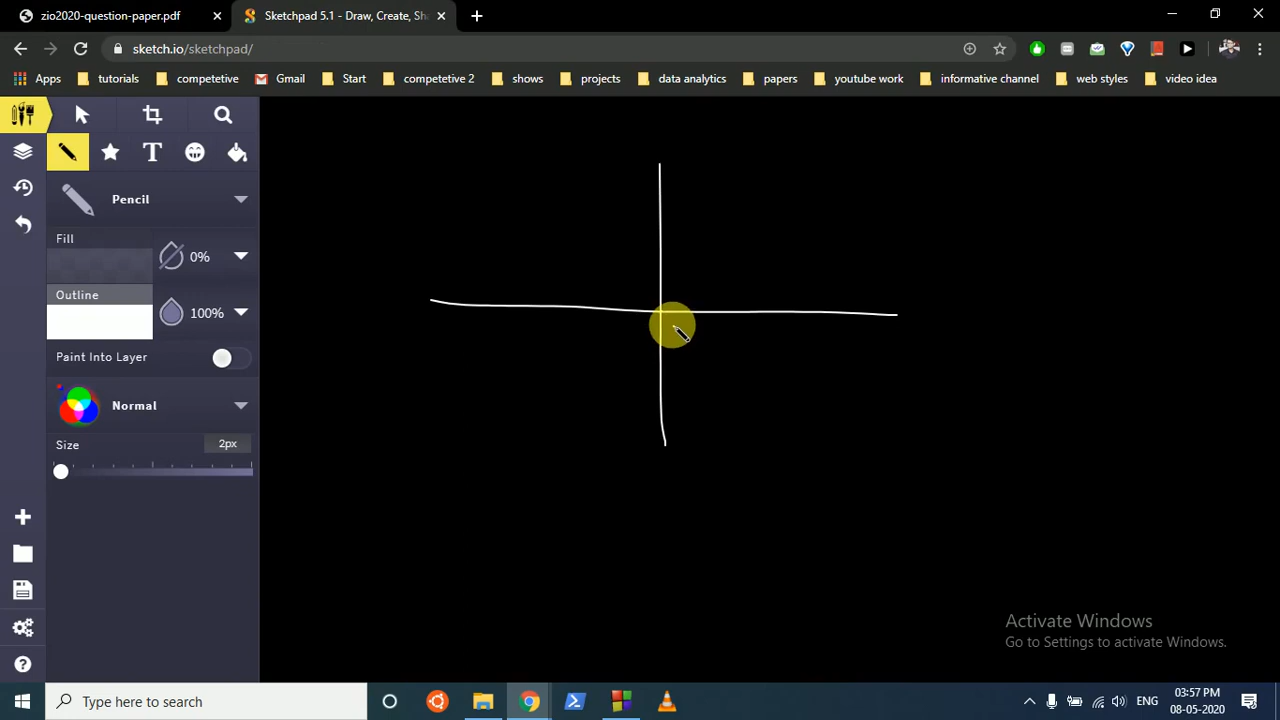 zio2020-question-paper.pdf
Sketchpad 5.1 - Draw, Create, Sha
sketch.io/sketchpad/
Apps tutorials competetive Gmail Start competetive 2 shows projects data analytics papers youtube work informative channel web styles video idea
T
Pencil
Fill
0%
Outline
100%
Paint Into Layer
Normal
Size 2px
Activate Windows
Go to Settings to activate Windows.
Type here to search
ENG
03:57 PM
08-05-2020